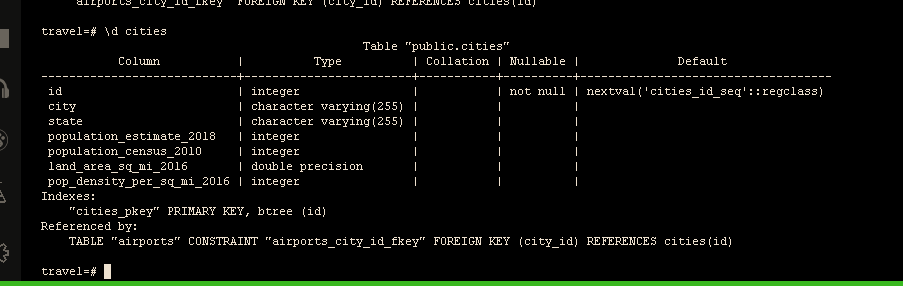 "airports_city_id_fkey" FOREIGN KEY (city_id) REFERENCES cities(id)
travel=# \d cities
Table "public.cities"
Column | Type | Collation | Nullable | Default
-------------------------+------------------------+-----------+----------+------------------------------------
id | integer | | not null | nextval('cities_id_seq'::regclass)
city | character varying(255) | | |
state | character varying(255) | | |
population_estimate_2018 | integer | | |
population_census_2010 | integer | | |
land_area_sq_mi_2016 | double precision | | |
pop_density_per_sq_mi_2016 | integer | | |
Indexes:
"cities_pkey" PRIMARY KEY, btree (id)
Referenced by:
TABLE "airports" CONSTRAINT "airports_city_id_fkey" FOREIGN KEY (city_id) REFERENCES cities(id)
travel=#